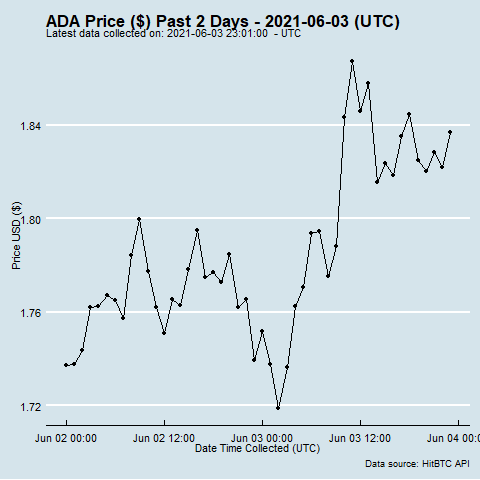 ADA Price ($) Past 2 Days - 2021-06-03 (UTC)
Latest data collected on: 2021-06-03 23:01:00 - UTC
Price USD ($)
1.84
1.80
1.76
1.72
Jun 02 00:00 Jun 02 12:00 Jun 03 00:00 Jun 03 12:00 Jun 04 00:00
Date Time Collected (UTC)
Data source: HitBTC API